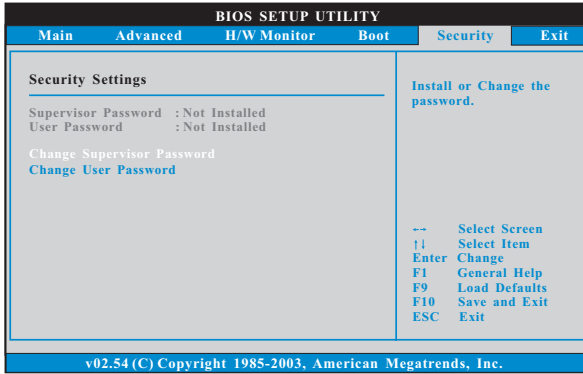 BIOS SETUP UTILITY
Main Advanced H/W Monitor Boot Security Exit
Security Settings
Supervisor Password : Not Installed
User Password : Not Installed
Change Supervisor Password
Change User Password
Install or Change the
password.
←→ Select Screen
↑↓ Select Item
Enter Change
F1 General Help
F9 Load Defaults
F10 Save and Exit
ESC Exit
v02.54 (C) Copyright 1985-2003, American Megatrends, Inc.